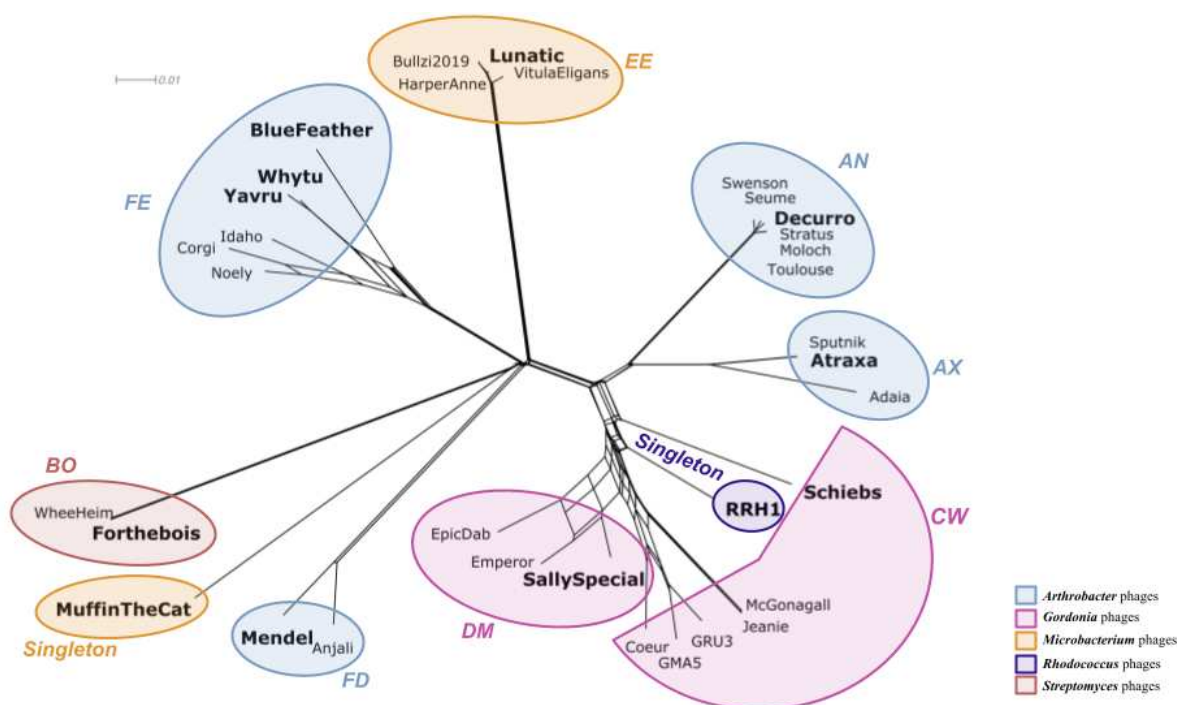 0.01
Bullzi2019
Lunatic
EE
HarperAnne
VitulaEligans
BlueFeather
Whytu
Yavru
FE
Corgi
Idaho
Noely
AN
Swenson
Seume
Decurro
Stratus
Moloch
Toulouse
Sputnik
Atraxa
AX
Adaia
BO
WheeHeim
Forthebois
MuffinTheCat
Singleton
Mendel
Anjali
FD
EpicDab
Emperor
SallySpecial
DM
Singleton
RRH1
Schiebs
CW
McGonagall
Jeanie
GRU3
Coeur
GMA5
Arthrobacter phages
Gordonia phages
Microbacterium phages
Rhodococcus phages
Streptomyces phages